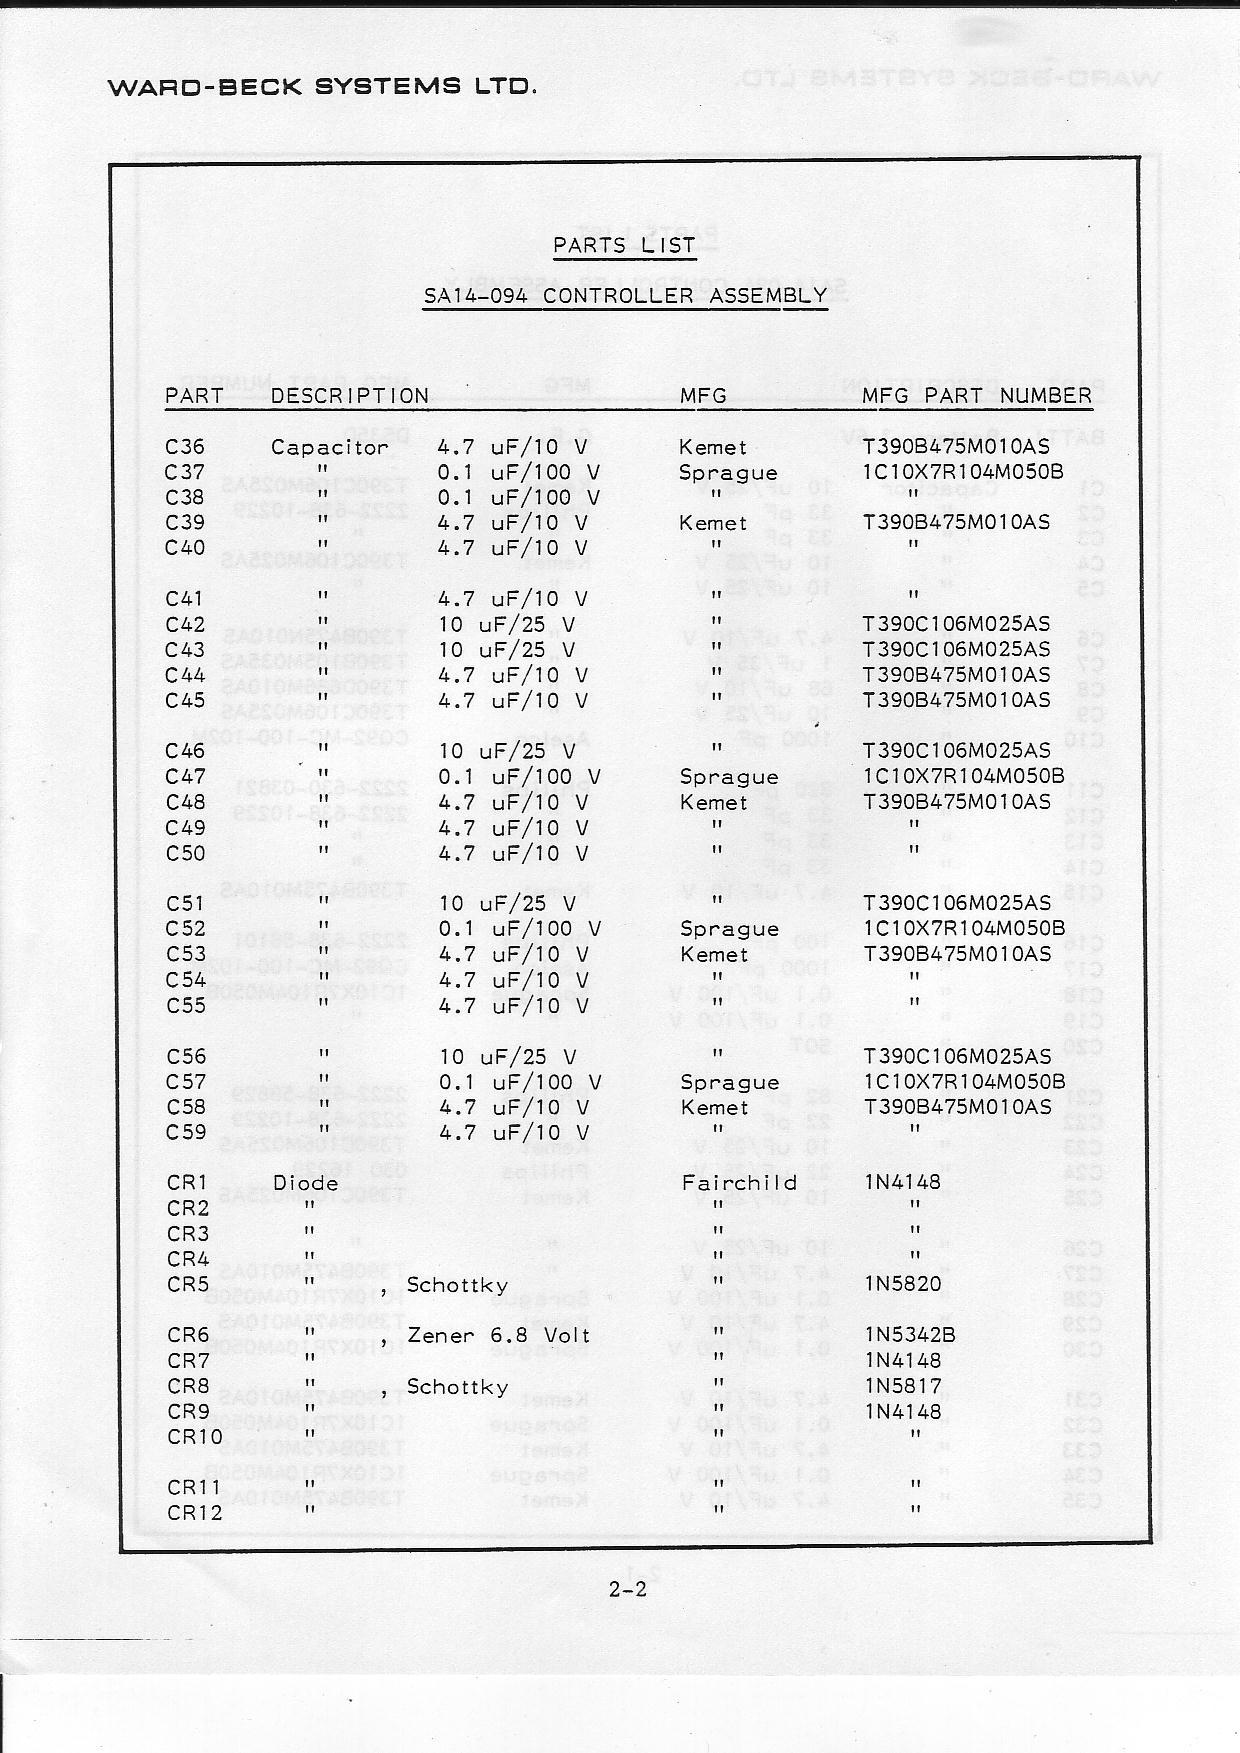 WARD-BECK SYSTEMS LTD.
PARTS LIST
SA14-094 CONTROLLER ASSEMBLY
PART DESCRIPTION MFG MFG PART NUMBER
C36 Capacitor 4.7 uF/10 V Kemet T390B475M010AS
C37 " 0.1 uF/100 V Sprague 1C10X7R104M050B
C38 " 0.1 uF/100 V " "
C39 " 4.7 uF/10 V Kemet T390B475M010AS
C40 " 4.7 uF/10 V " "
C41 " 4.7 uF/10 V " "
C42 " 10 uF/25 V " T390C106M025AS
C43 " 10 uF/25 V " T390C106M025AS
C44 " 4.7 uF/10 V " T390B475M010AS
C45 " 4.7 uF/10 V " T390B475M010AS
C46 " 10 uF/25 V " T390C106M025AS
C47 " 0.1 uF/100 V Sprague 1C10X7R104M050B
C48 " 4.7 uF/10 V Kemet T390B475M010AS
C49 " 4.7 uF/10 V " "
C50 " 4.7 uF/10 V " "
C51 " 10 uF/25 V " T390C106M025AS
C52 " 0.1 uF/100 V Sprague 1C10X7R104M050B
C53 " 4.7 uF/10 V Kemet T390B475M010AS
C54 " 4.7 uF/10 V " "
C55 " 4.7 uF/10 V " "
C56 " 10 uF/25 V " T390C106M025AS
C57 " 0.1 uF/100 V Sprague 1C10X7R104M050B
C58 " 4.7 uF/10 V Kemet T390B475M010AS
C59 " 4.7 uF/10 V " "
CR1 Diode Fairchild 1N4148
CR2 " " "
CR3 " " "
CR4 " " "
CR5 " , Schottky " 1N5820
CR6 " , Zener 6.8 Volt " 1N5342B
CR7 " " 1N4148
CR8 " , Schottky " 1N5817
CR9 " " 1N4148
CR10 " " "
CR11 " " "
CR12 " " "
2-2